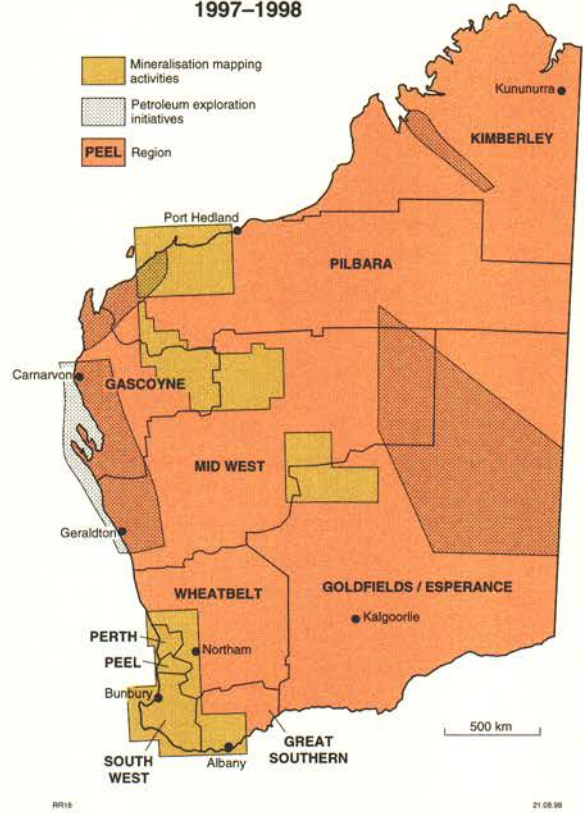 1997–1998
Mineralisation mapping
activities
Petroleum exploration
initiatives
PEEL Region
Kununurra
KIMBERLEY
Port Hedland
PILBARA
Carnarvon
GASCOYNE
MID WEST
Geraldton
WHEATBELT
GOLDFIELDS / ESPERANCE
Kalgoorlie
PERTH
Northam
PEEL
Bunbury
500 km
SOUTH
WEST
Albany
GREAT
SOUTHERN
RR16
21.08.98